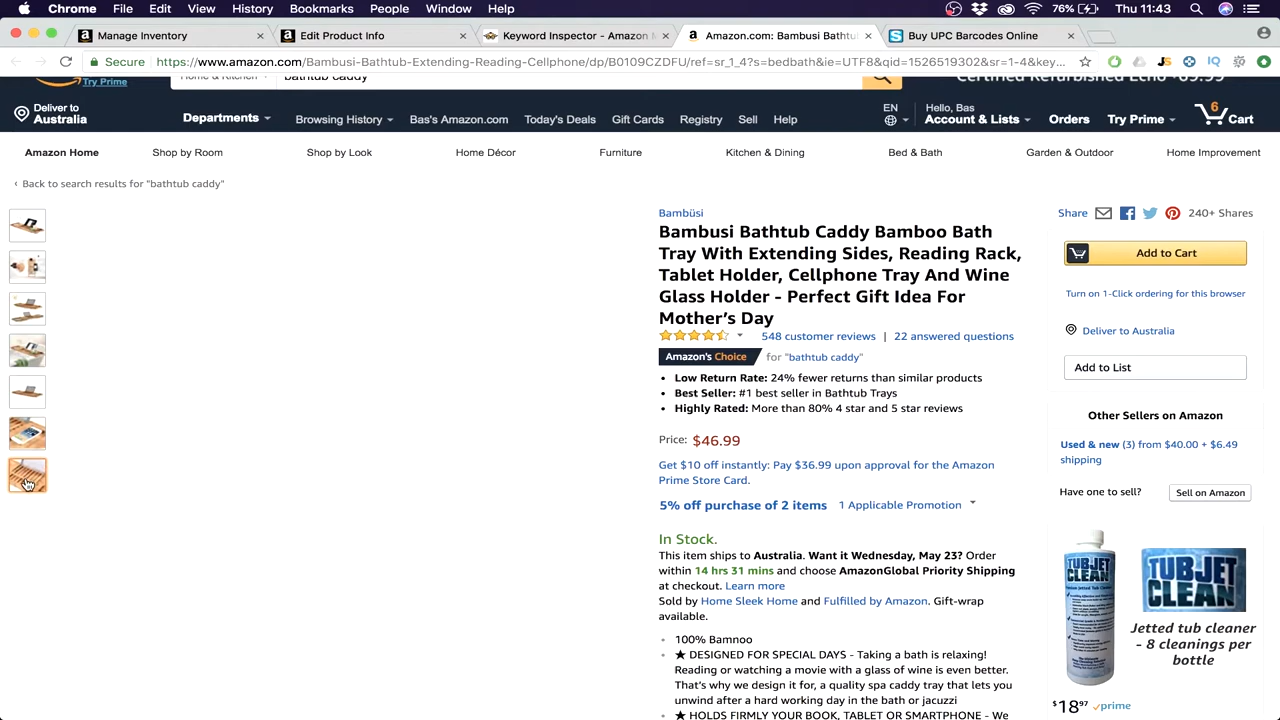 Chrome File Edit View History Bookmarks People Window Help 76% Thu 11:43
Manage Inventory × Edit Product Info × Keyword Inspector - Amazon M × Amazon.com: Bambusi Bathtu × Buy UPC Barcodes Online ×
Secure https://www.amazon.com/Bambusi-Bathtub-Extending-Reading-Cellphone/dp/B0109CZDFU/ref=sr_1_4?s=bedbath&ie=UTF8&qid=1526519302&sr=1-4&key...
Try Prime Home & Kitchen bathtub caddy Certified Refurbished Echo
Deliver to
Australia
Departments Browsing History Bas's Amazon.com Today's Deals Gift Cards Registry Sell Help
EN
Hello, Bas
Account & Lists Orders Try Prime 6 Cart
Amazon Home Shop by Room Shop by Look Home Décor Furniture Kitchen & Dining Bed & Bath Garden & Outdoor Home Improvement
‹ Back to search results for "bathtub caddy"
Bambüsi
Bambusi Bathtub Caddy Bamboo Bath
Tray With Extending Sides, Reading Rack,
Tablet Holder, Cellphone Tray And Wine
Glass Holder - Perfect Gift Idea For
Mother’s Day
548 customer reviews | 22 answered questions
Amazon's Choice for "bathtub caddy"
• Low Return Rate: 24% fewer returns than similar products
• Best Seller: #1 best seller in Bathtub Trays
• Highly Rated: More than 80% 4 star and 5 star reviews
Price: $46.99
Get $10 off instantly: Pay $36.99 upon approval for the Amazon
Prime Store Card.
5% off purchase of 2 items 1 Applicable Promotion
In Stock.
This item ships to Australia. Want it Wednesday, May 23? Order
within 14 hrs 31 mins and choose AmazonGlobal Priority Shipping
at checkout. Learn more
Sold by Home Sleek Home and Fulfilled by Amazon. Gift-wrap
available.
• 100% Bamnoo
• ★ DESIGNED FOR SPECIAL DAYS - Taking a bath is relaxing!
Reading or watching a movie with a glass of wine is even better.
That’s why we design it for, a quality spa caddy tray that lets you
unwind after a hard working day in the bath or jacuzzi
• ★ HOLDS FIRMLY YOUR BOOK, TABLET OR SMARTPHONE - We
Share 240+ Shares
Add to Cart
Turn on 1-Click ordering for this browser
Deliver to Australia
Add to List
Other Sellers on Amazon
Used & new (3) from $40.00 + $6.49
shipping
Have one to sell? Sell on Amazon
TUBJET
CLEAN
TUBJET
CLEAN
Jetted tub cleaner
- 8 cleanings per
bottle
$18.97 prime